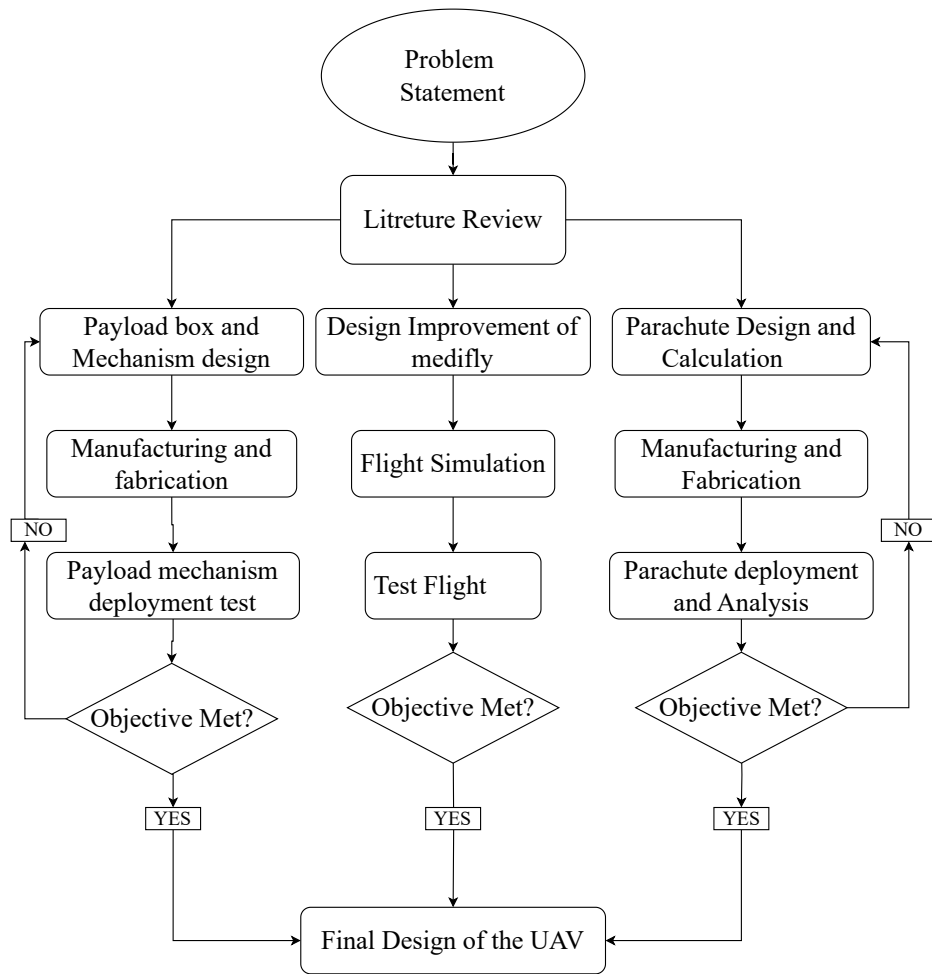 Problem
Statement
Litreture Review
Payload box and
Mechanism design
Design Improvement of
medifly
Parachute Design and
Calculation
Manufacturing and
fabrication
Flight Simulation
Manufacturing and
Fabrication
NO
NO
Payload mechanism
deployment test
Test Flight
Parachute deployment
and Analysis
Objective Met?
Objective Met?
Objective Met?
YES
YES
YES
Final Design of the UAV